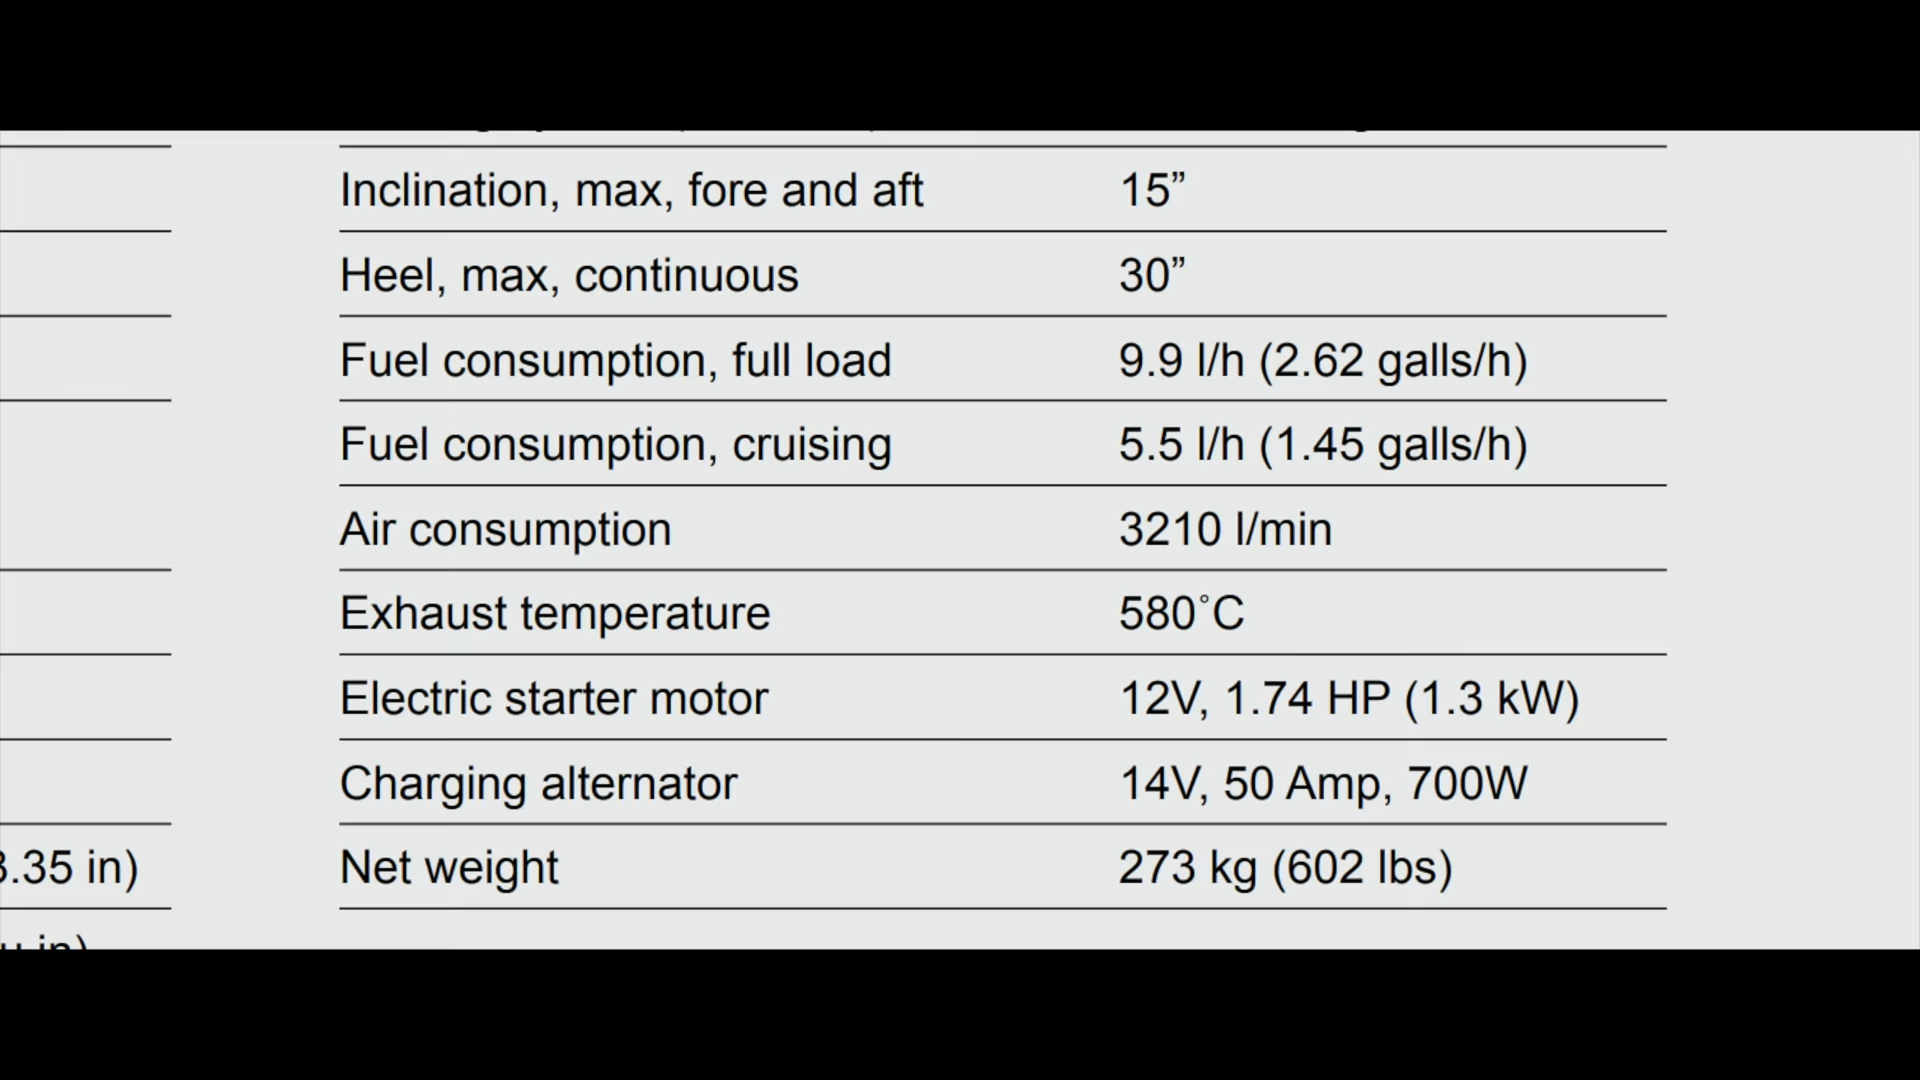 Inclination, max, fore and aft 15”
Heel, max, continuous 30”
Fuel consumption, full load 9.9 l/h (2.62 galls/h)
Fuel consumption, cruising 5.5 l/h (1.45 galls/h)
Air consumption 3210 l/min
Exhaust temperature 580˚C
Electric starter motor 12V, 1.74 HP (1.3 kW)
Charging alternator 14V, 50 Amp, 700W
3.35 in) Net weight 273 kg (602 lbs)
in)